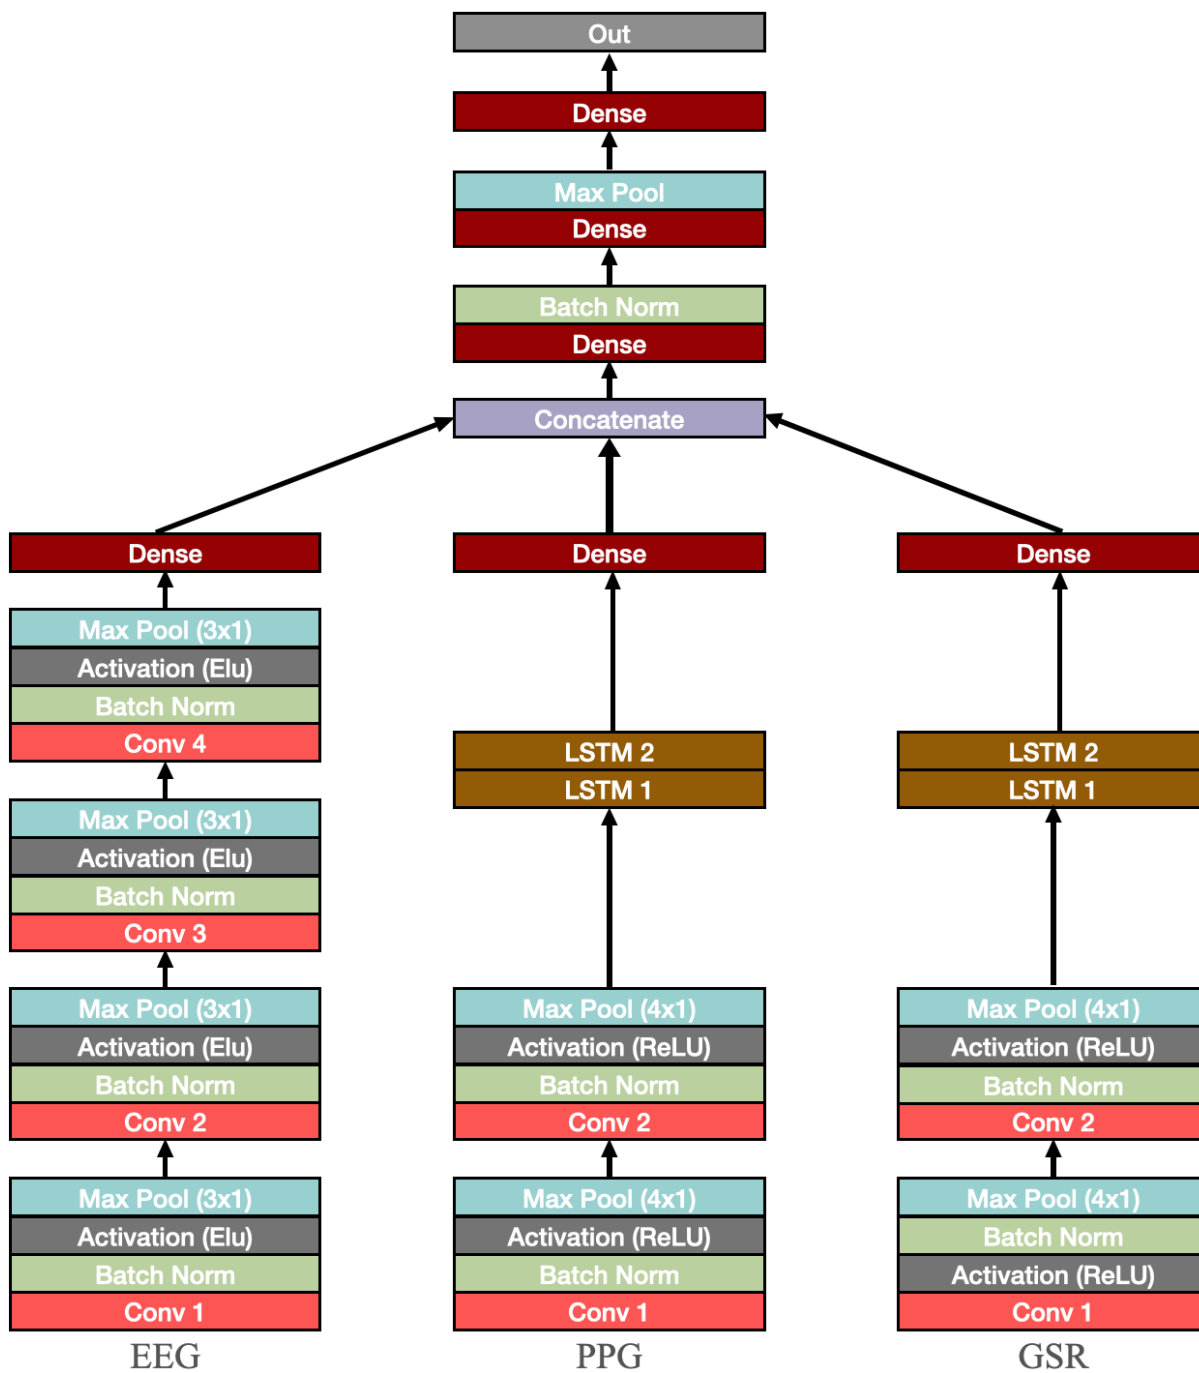 Out
Dense
Max Pool
Dense
Batch Norm
Dense
Concatenate
Dense
Max Pool (3x1)
Activation (Elu)
Batch Norm
Conv 4
Max Pool (3x1)
Activation (Elu)
Batch Norm
Conv 3
Max Pool (3x1)
Activation (Elu)
Batch Norm
Conv 2
Max Pool (3x1)
Activation (Elu)
Batch Norm
Conv 1
EEG
Dense
LSTM 2
LSTM 1
Max Pool (4x1)
Activation (ReLU)
Batch Norm
Conv 2
Max Pool (4x1)
Activation (ReLU)
Batch Norm
Conv 1
PPG
Dense
LSTM 2
LSTM 1
Max Pool (4x1)
Activation (ReLU)
Batch Norm
Conv 2
Max Pool (4x1)
Batch Norm
Activation (ReLU)
Conv 1
GSR